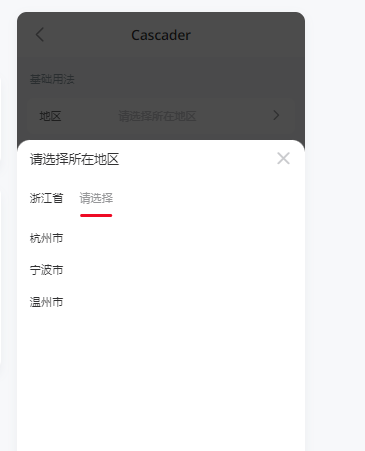 Cascader
基础用法
地区 请选择所在地区
请选择所在地区
浙江省 请选择
杭州市
宁波市
温州市